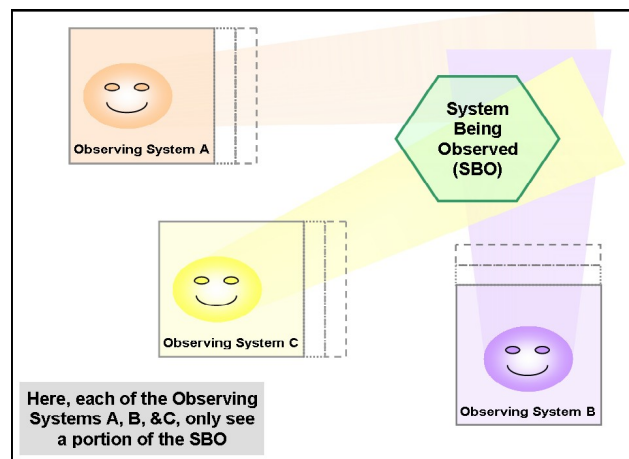 System
Being
Observed
(SBO)
Observing System A
Observing System C
Observing System B
Here, each of the Observing
Systems A, B, &C, only see
a portion of the SBO